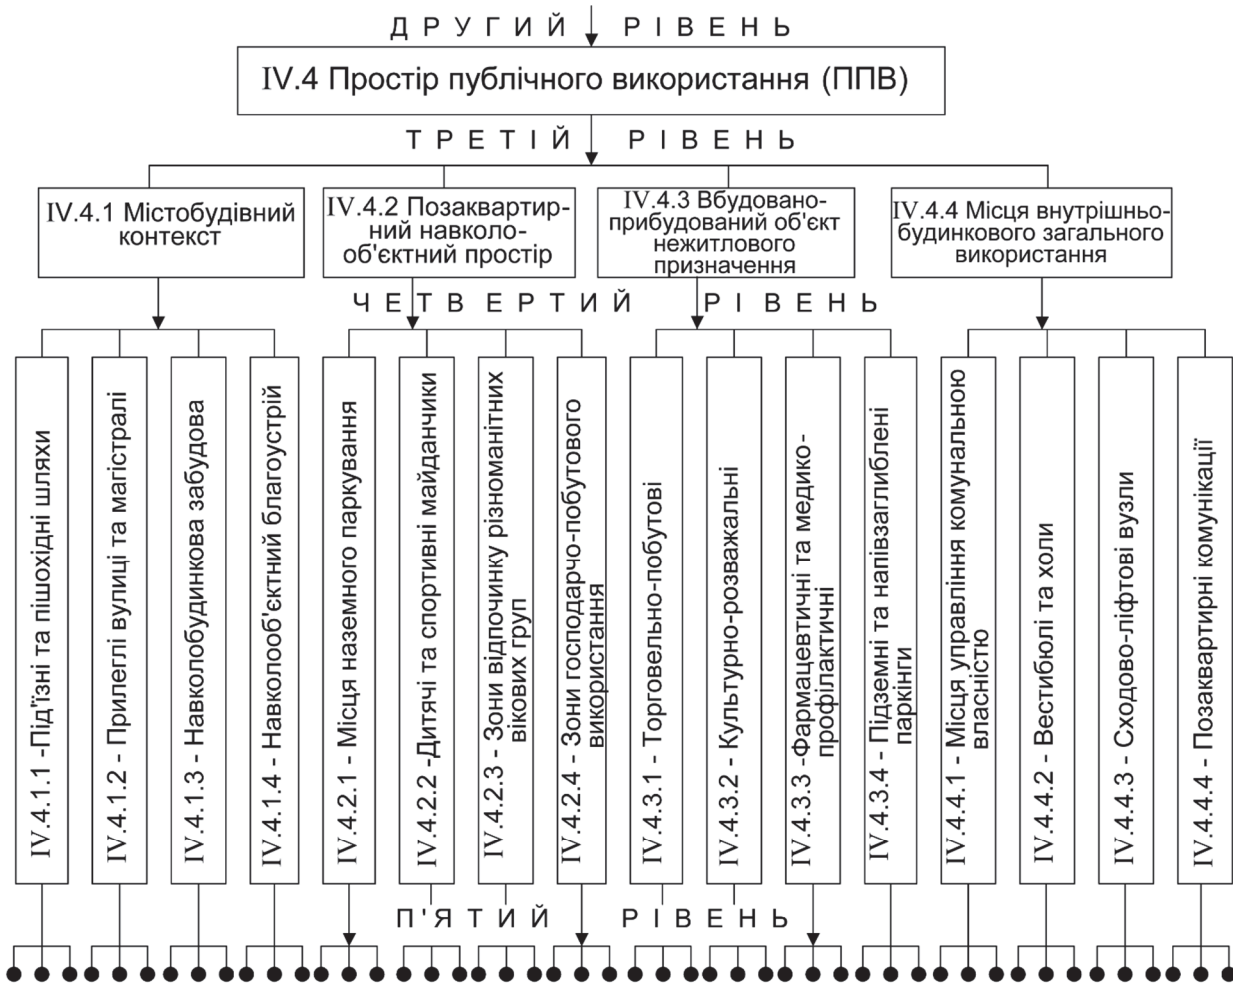 ДРУГИЙ РІВЕНЬ
IV.4 Простір публічного використання (ППВ)
ТРЕТІЙ РІВЕНЬ
IV.4.1 Містобудівний
контекст
IV.4.2 Позаквартир-
ний навколо-
об'єктний простір
IV.4.3 Вбудовано-
прибудований об'єкт
нежитлового
призначення
IV.4.4 Місця внутрішньо-
будинкового загального
використання
ЧЕТВЕРТИЙ РІВЕНЬ
IV.4.1.1 -Під'їзні та пішохідні шляхи
IV.4.1.2 - Прилеглі вулиці та магістралі
IV.4.1.3 - Навколобудинкова забудова
IV.4.1.4 - Навколооб'єктний благоустрій
IV.4.2.1 - Місця наземного паркування
IV.4.2.2 -Дитячі та спортивні майданчики
IV.4.2.3 - Зони відпочинку різноманітних
вікових груп
IV.4.2.4 - Зони господарчо-побутового
використання
IV.4.3.1 - Торговельно-побутові
IV.4.3.2 - Культурно-розважальні
IV.4.3.3 -Фармацевтичні та медико-
профілактичні
IV.4.3.4 - Підземні та напівзаглиблені
паркінги
IV.4.4.1 - Місця управління комунальною
власністю
IV.4.4.2 - Вестибюлі та холи
IV.4.4.3 - Сходово-ліфтові вузли
IV.4.4.4 - Позаквартирні комунікації
П'ЯТИЙ РІВЕНЬ